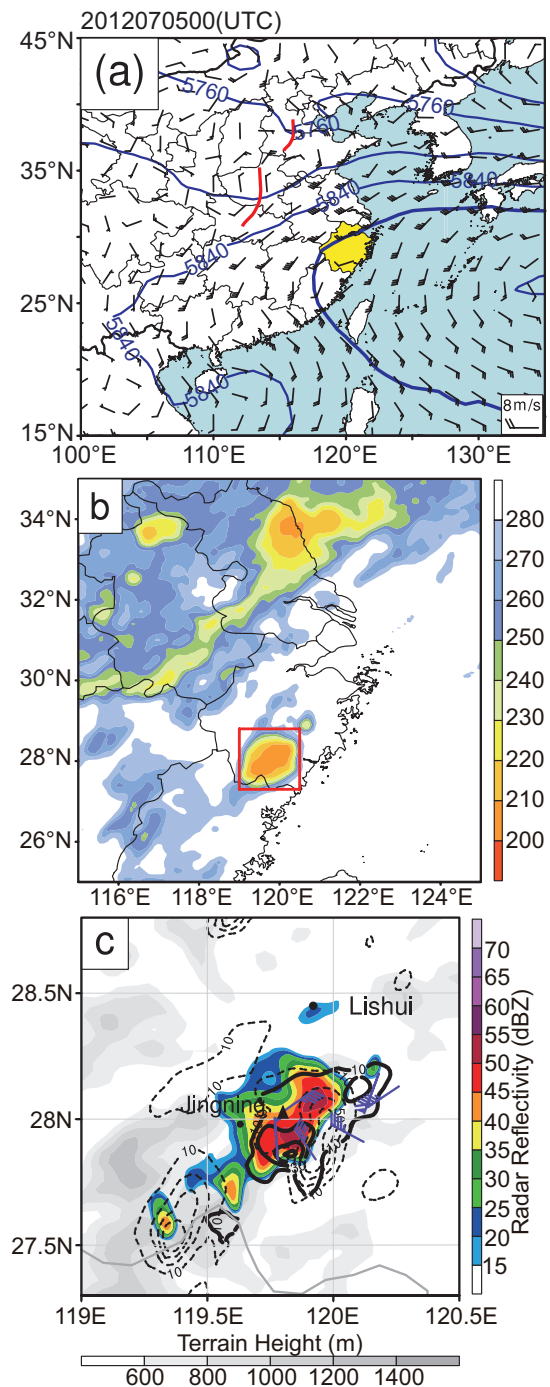 2012070500(UTC)
45°N
(a)
5760
5760
35°N
5840
5840
5840
25°N
5840
5840
8m/s
15°N
100°E 110°E 120°E 130°E
b
34°N
32°N
30°N
28°N
26°N
116°E 118°E 120°E 122°E 124°E
280
270
260
250
240
230
220
210
200
c
28.5N
Lishui
10
10
Jingning
28N
10
10
10
27.5N
119E 119.5E 120E 120.5E
70
65
60
55
50
45
40
35
30
25
20
15
Radar Reflectivity (dBZ)
Terrain Height (m)
600 800 1000 1200 1400